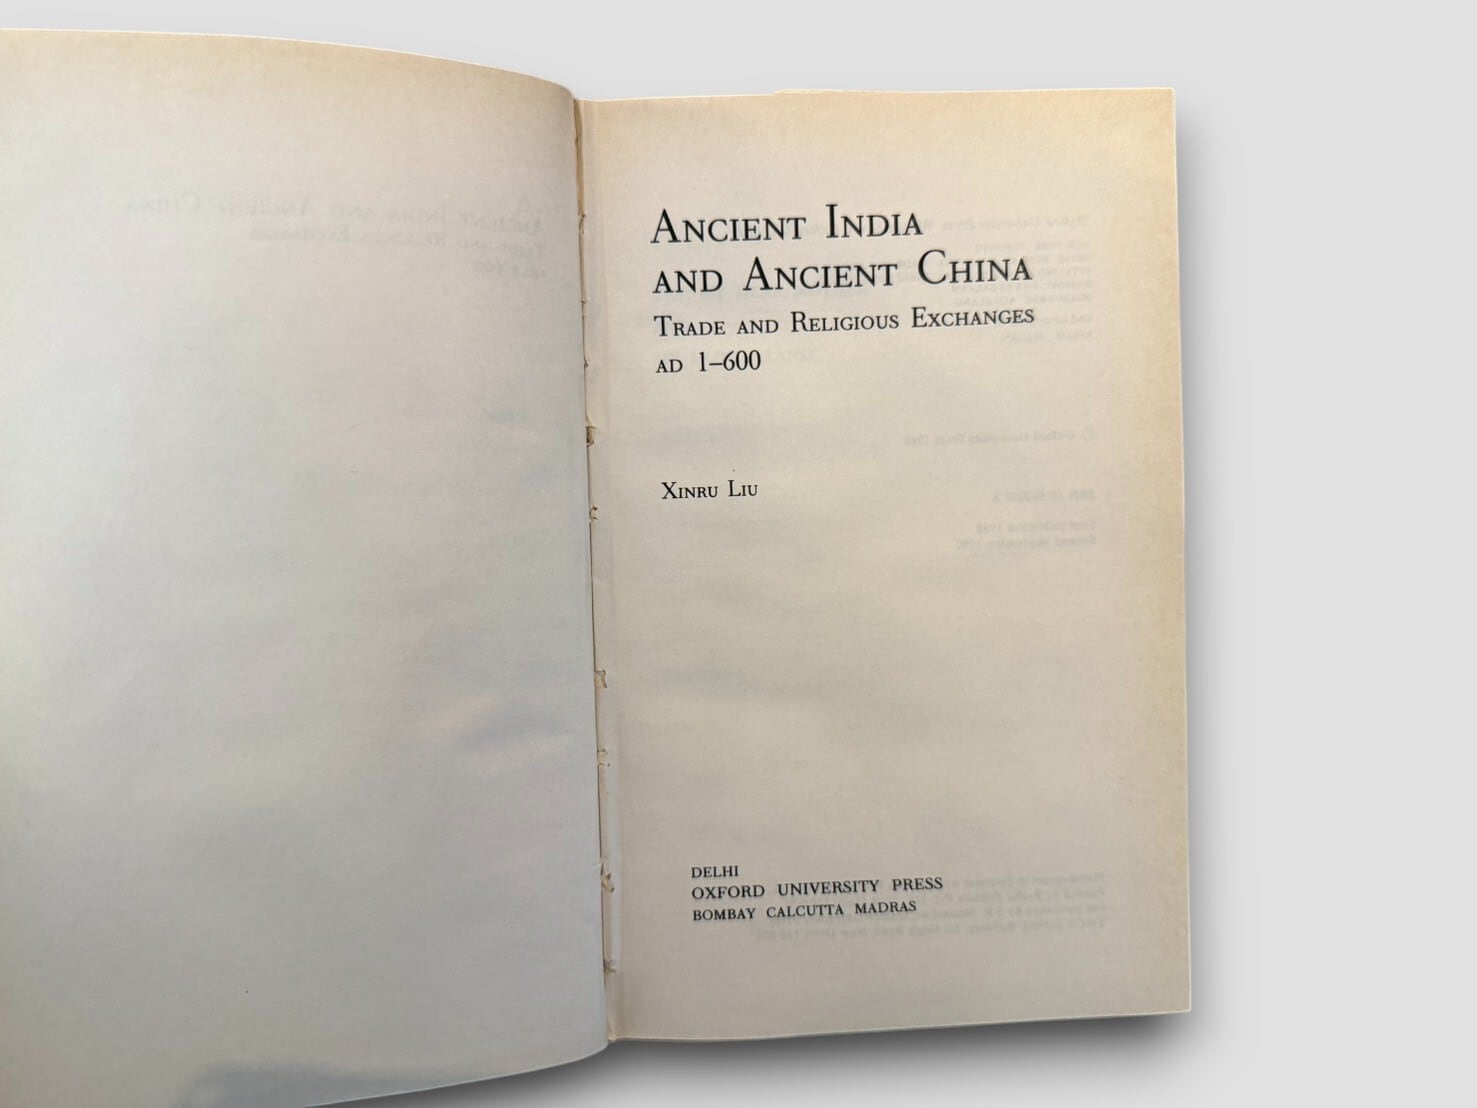 ANCIENT INDIA
AND ANCIENT CHINA
TRADE AND RELIGIOUS EXCHANGES
AD 1–600
XINRU LIU
DELHI
OXFORD UNIVERSITY PRESS
BOMBAY CALCUTTA MADRAS